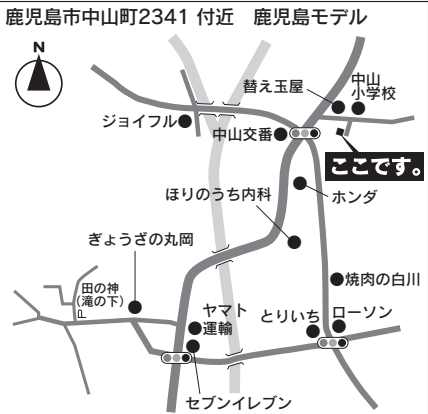 鹿児島市中山町2341 付近　鹿児島モデル
N
替え玉屋
中山
小学校
ジョイフル
中山交番
ここです。
ほりのうち内科
ホンダ
ぎょうざの丸岡
田の神
(滝の下)
P
焼肉の白川
ヤマト
運輸
とりいち
ローソン
セブンイレブン